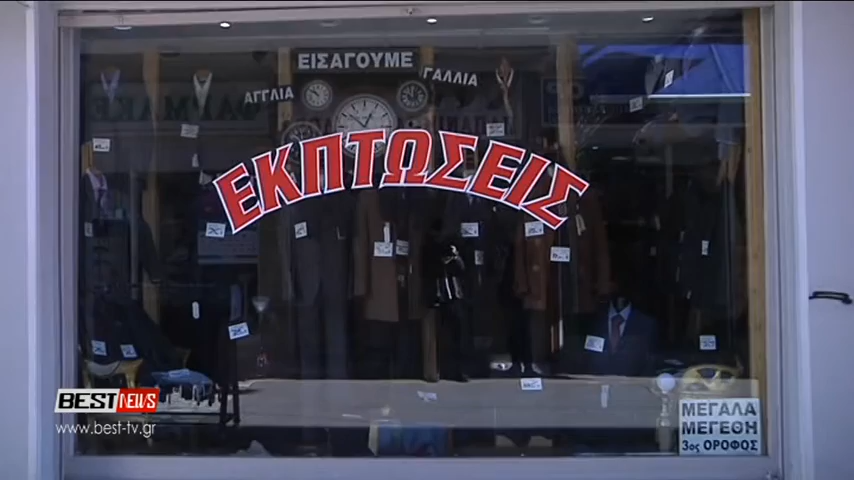 ΕΙΣΑΓΟΥΜΕ
ΑΓΓΛΙΑ
ΓΑΛΛΙΑ
ΕΚΠΤΩΣΕΙΣ
BEST NEWS
www.best-tv.gr
ΜΕΓΑΛΑ
ΜΕΓΕΘΗ
3ος ΟΡΟΦΟΣ